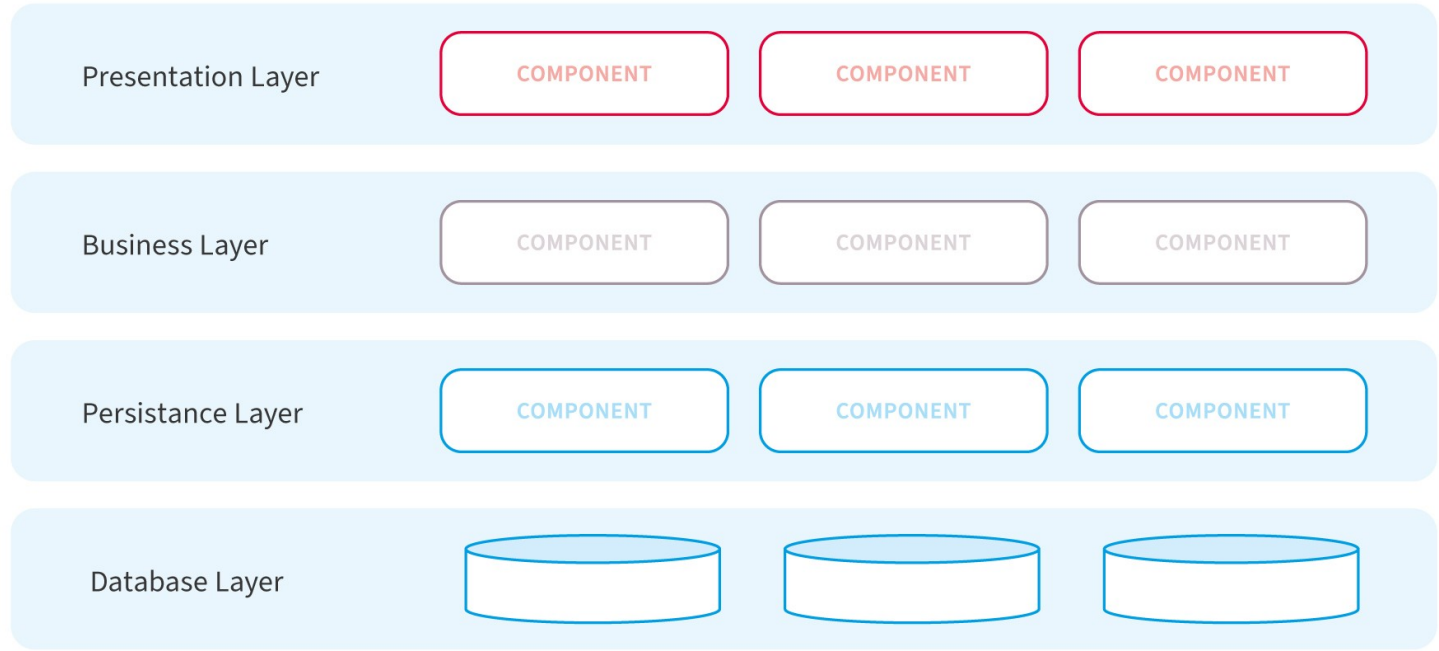 Presentation Layer
COMPONENT COMPONENT COMPONENT
Business Layer
COMPONENT COMPONENT COMPONENT
Persistance Layer
COMPONENT COMPONENT COMPONENT
Database Layer